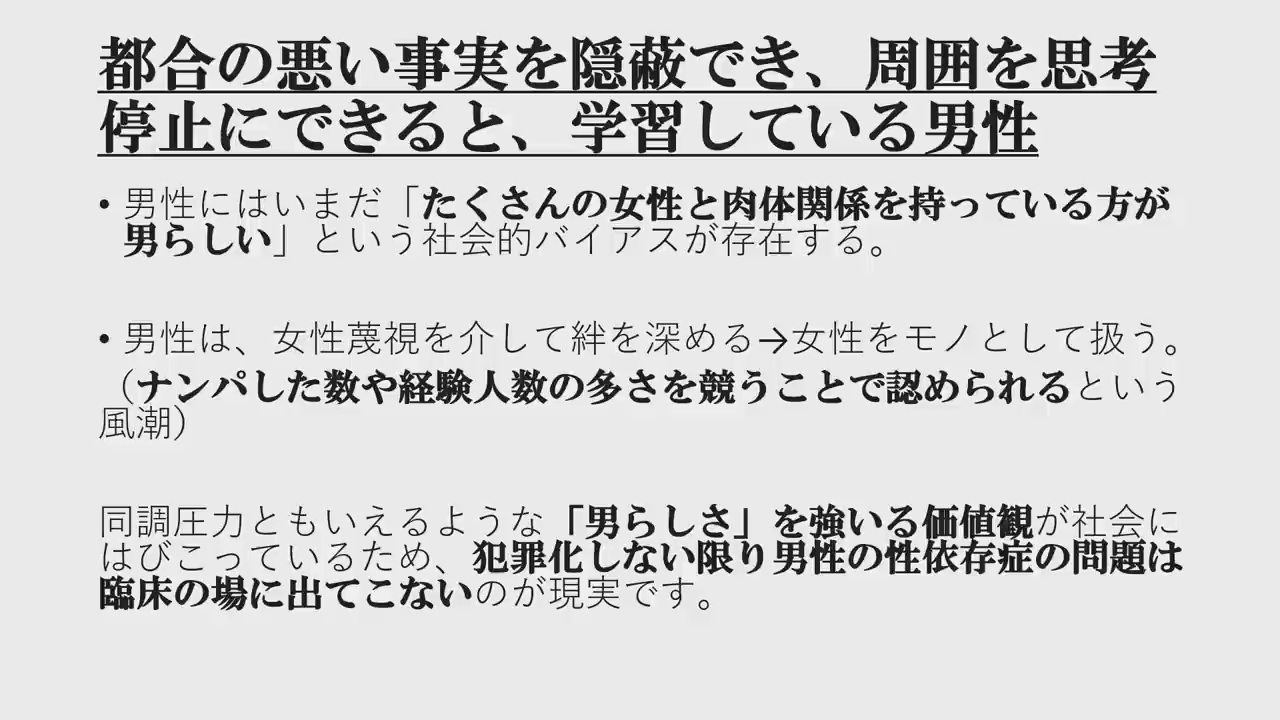 都合の悪い事実を隠蔽でき、周囲を思考
停止にできると、学習している男性
• 男性にはいまだ「たくさんの女性と肉体関係を持っている方が
男らしい」という社会的バイアスが存在する。
• 男性は、女性蔑視を介して絆を深める→女性をモノとして扱う。
（ナンパした数や経験人数の多さを競うことで認められるという
風潮）
同調圧力ともいえるような「男らしさ」を強いる価値観が社会に
はびこっているため、犯罪化しない限り男性の性依存症の問題は
臨床の場に出てこないのが現実です。